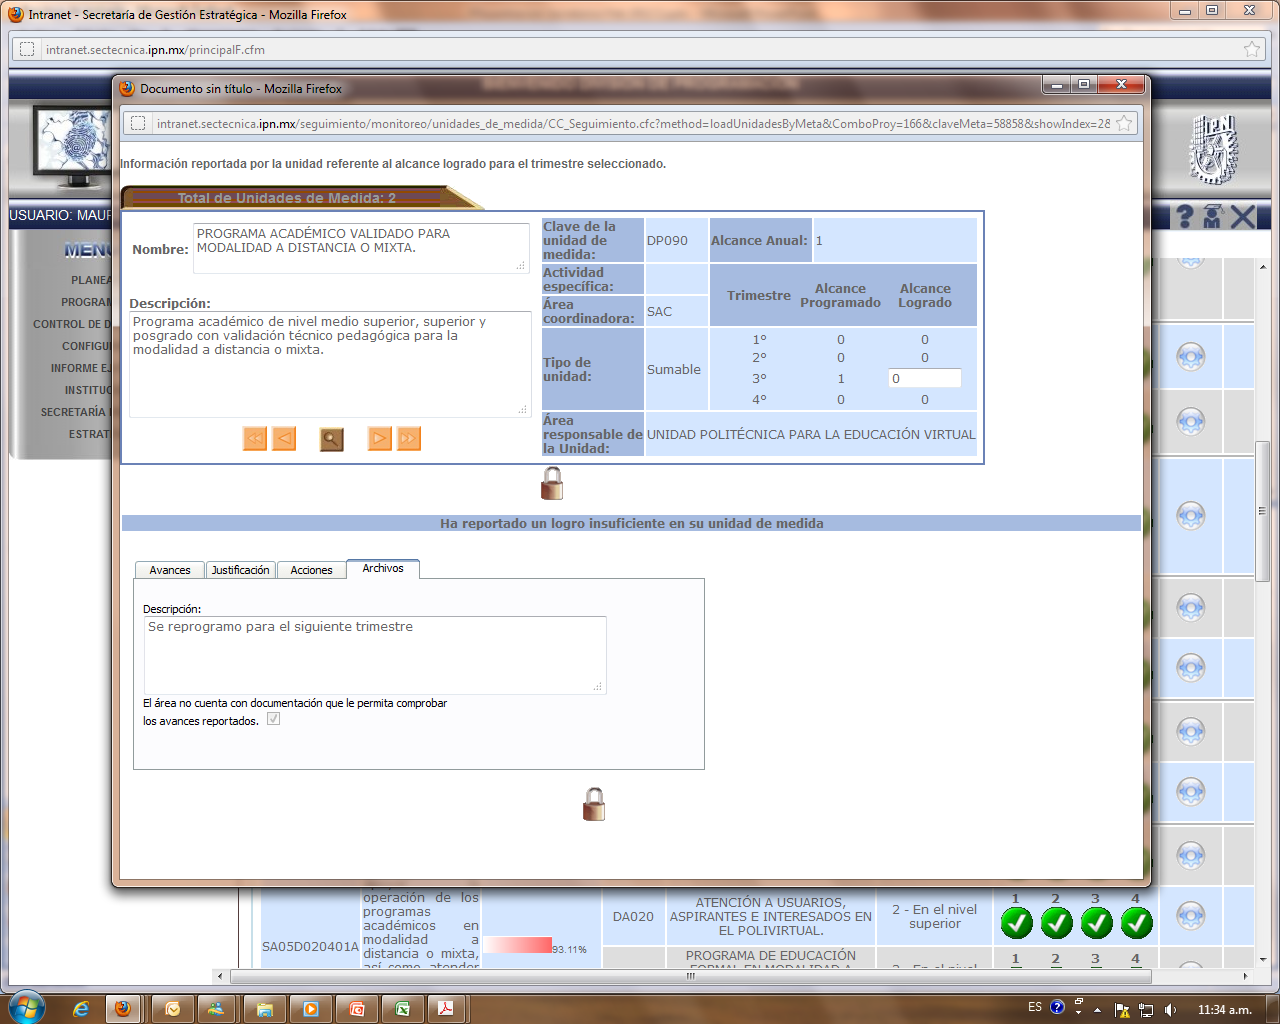 Intranet - Secretaría de Gestión Estratégica - Mozilla Firefox
intranet.sectecnica.ipn.mx/principalF.cfm
Documento sin título - Mozilla Firefox
intranet.sectecnica.ipn.mx/seguimiento/monitoreo/unidades_de_medida/CC_Seguimiento.cfc?method=loadUnidadesByMeta&ComboProy=166&claveMeta=58858&showIndex=28
Información reportada por la unidad referente al alcance logrado para el trimestre seleccionado.
Total de Unidades de Medida: 2
USUARIO: MAUR
MENÚ
PLANEA
PROGRAM
CONTROL DE D
CONFIGU
INFORME EJ
INSTITUC
SECRETARÍA
ESTRAT
Nombre:
PROGRAMA ACADÉMICO VALIDADO PARA
MODALIDAD A DISTANCIA O MIXTA.
Descripción:
Programa académico de nivel medio superior, superior y
posgrado con validación técnico pedagógica para la
modalidad a distancia o mixta.
Clave de la
unidad de
medida:
DP090
Alcance Anual:
1
Actividad
específica:
Área
coordinadora:
SAC
Trimestre
Alcance
Programado
Alcance
Logrado
Tipo de
unidad:
Sumable
1º 0 0
2º 0 0
3º 1 0
4º 0 0
Área
responsable de
la Unidad:
UNIDAD POLITÉCNICA PARA LA EDUCACIÓN VIRTUAL
Ha reportado un logro insuficiente en su unidad de medida
Avances
Justificación
Acciones
Archivos
Descripción:
Se reprogramo para el siguiente trimestre
El área no cuenta con documentación que le permita comprobar
los avances reportados.
SA05D020401A
operación de los
programas
académicos en
modalidad a
distancia o mixta,
así como atender
93.11%
DA020
ATENCIÓN A USUARIOS,
ASPIRANTES E INTERESADOS EN
EL POLIVIRTUAL.
2 - En el nivel
superior
1 2 3 4
PROGRAMA DE EDUCACIÓN
1 2 3 4
ES
11:34 a.m.